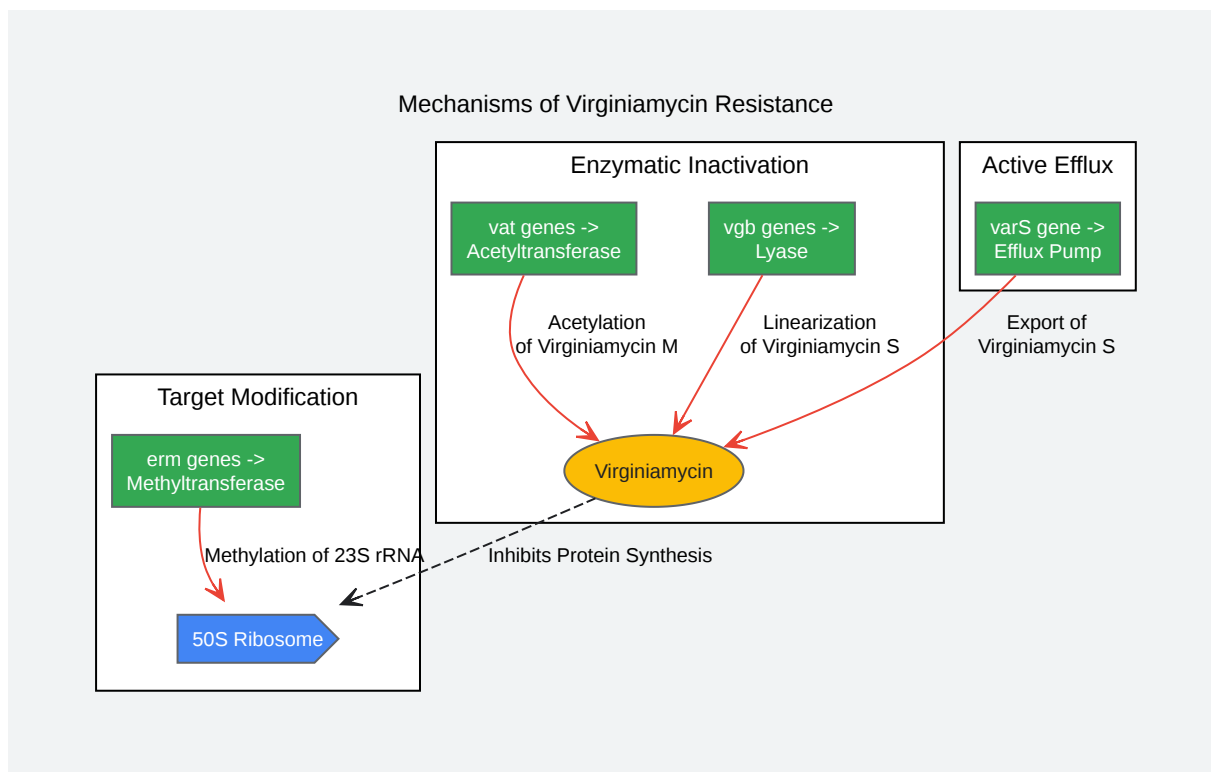 Mechanisms of Virginiamycin Resistance
Enzymatic Inactivation
Active Efflux
vat genes ->
Acetyltransferase
vgb genes ->
Lyase
varS gene ->
Efflux Pump
Acetylation
of Virginiamycin M
Linearization
of Virginiamycin S
Export of
Virginiamycin S
Target Modification
erm genes ->
Methyltransferase
Virginiamycin
Methylation of 23S rRNA
Inhibits Protein Synthesis
50S Ribosome